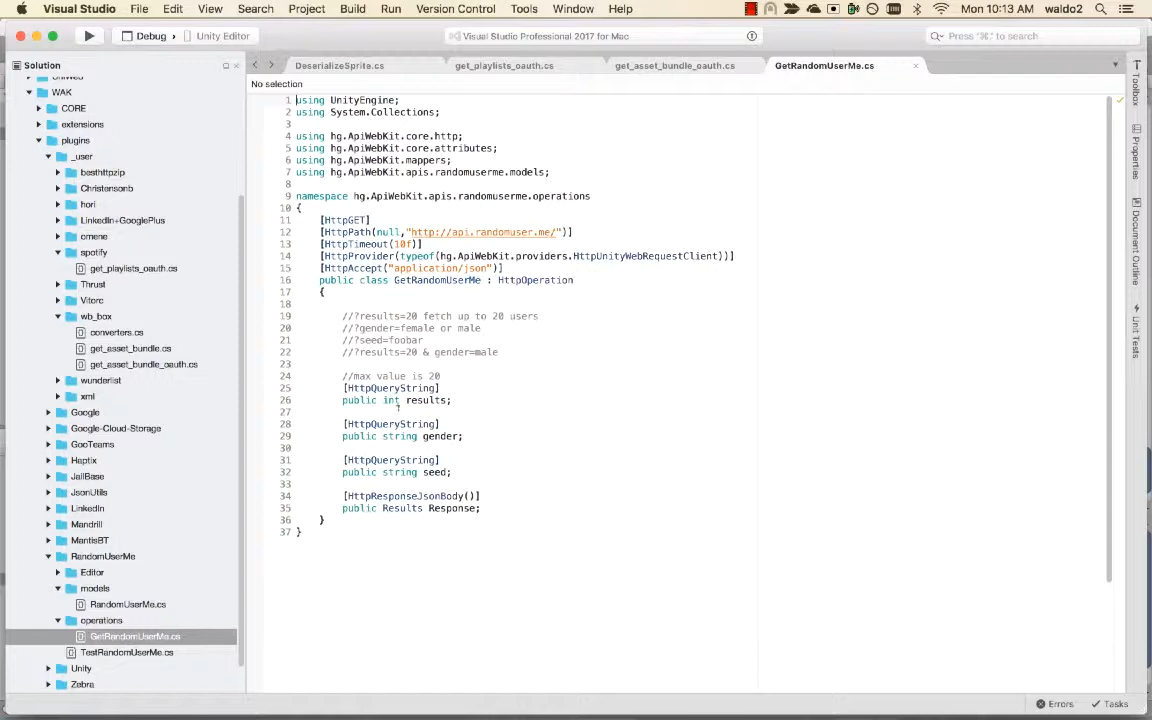 Visual Studio File Edit View Search Project Build Run Version Control Tools Window Help Mon 10:13 AM waldo2
Debug › Unity Editor
Visual Studio Professional 2017 for Mac
Press '⌘.' to search
Solution
DeserializeSprite.cs
get_playlists_oauth.cs
get_asset_bundle_oauth.cs
GetRandomUserMe.cs
No selection
UniWeb
WAK
CORE
extensions
plugins
_user
besthttpzip
Christensonb
hori
LinkedIn+GooglePlus
omene
spotify
get_playlists_oauth.cs
Thrust
Vitorc
wb_box
converters.cs
get_asset_bundle.cs
get_asset_bundle_oauth.cs
wunderlist
xml
Google
Google-Cloud-Storage
GooTeams
Haptix
JailBase
JsonUtils
LinkedIn
Mandrill
MantisBT
RandomUserMe
Editor
models
RandomUserMe.cs
operations
GetRandomUserMe.cs
TestRandomUserMe.cs
Unity
Zebra
1 using UnityEngine;
2 using System.Collections;
3
4 using hg.ApiWebKit.core.http;
5 using hg.ApiWebKit.core.attributes;
6 using hg.ApiWebKit.mappers;
7 using hg.ApiWebKit.apis.randomuserme.models;
8
9 namespace hg.ApiWebKit.apis.randomuserme.operations
10 {
11 [HttpGET]
12 [HttpPath(null,"http://api.randomuser.me/")]
13 [HttpTimeout(10f)]
14 [HttpProvider(typeof(hg.ApiWebKit.providers.HttpUnityWebRequestClient))]
15 [HttpAccept("application/json")]
16 public class GetRandomUserMe : HttpOperation
17 {
18
19 //?results=20 fetch up to 20 users
20 //?gender=female or male
21 //?seed=foobar
22 //?results=20 & gender=male
23
24 //max value is 20
25 [HttpQueryString]
26 public int results;
27
28 [HttpQueryString]
29 public string gender;
30
31 [HttpQueryString]
32 public string seed;
33
34 [HttpResponseJsonBody()]
35 public Results Response;
36 }
37 }
Toolbox
Properties
Document Outline
Unit Tests
Errors
Tasks